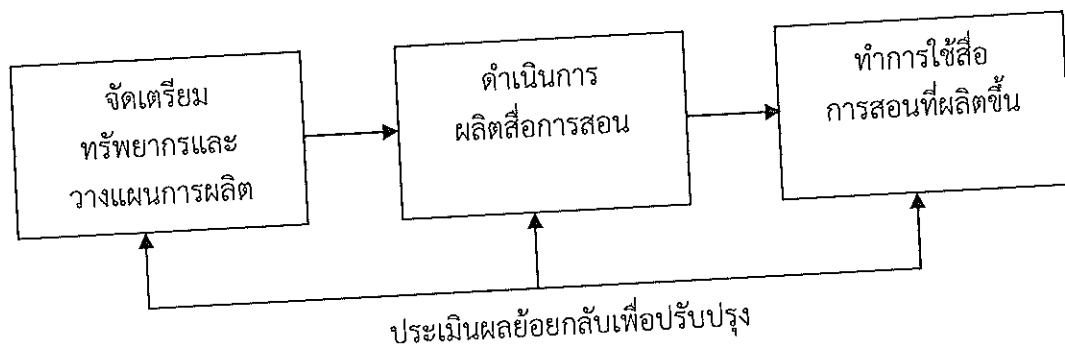 จัดเตรียม
ทรัพยากรและ
วางแผนการผลิต
ดำเนินการ
ผลิตสื่อการสอน
ทำการใช้สื่อ
การสอนที่ผลิตขึ้น
ประเมินผลย้อยกลับเพื่อปรับปรุง